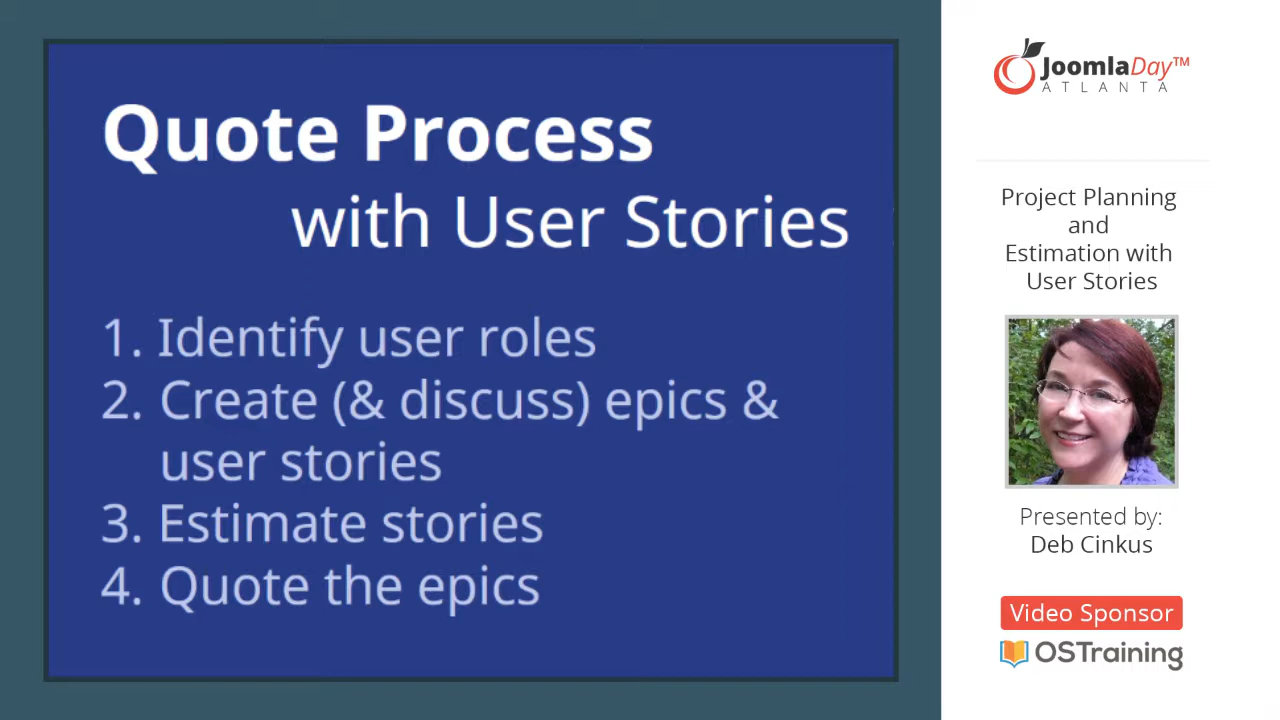 Quote Process
with User Stories
1. Identify user roles
2. Create (& discuss) epics &
user stories
3. Estimate stories
4. Quote the epics
JoomlaDay™
ATLANTA
Project Planning
and
Estimation with
User Stories
Presented by:
Deb Cinkus
Video Sponsor
OSTraining